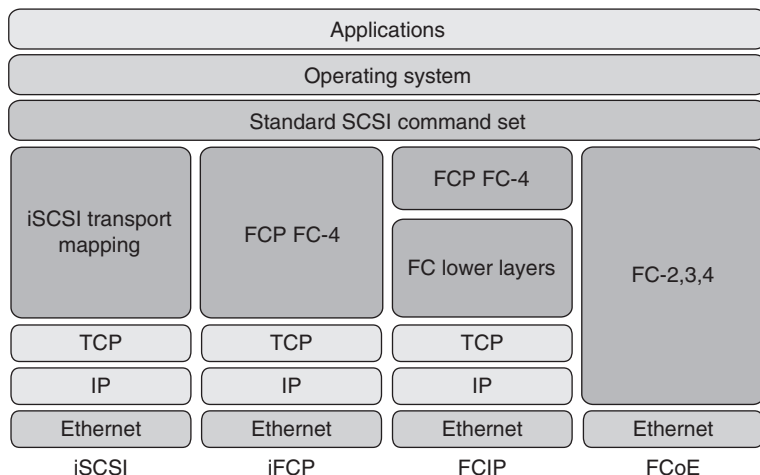 Applications
Operating system
Standard SCSI command set
iSCSI transport
mapping
FCP FC-4
FCP FC-4
FC lower layers
FC-2,3,4
TCP
TCP
TCP
IP
IP
IP
Ethernet
Ethernet
Ethernet
Ethernet
iSCSI
iFCP
FCIP
FCoE